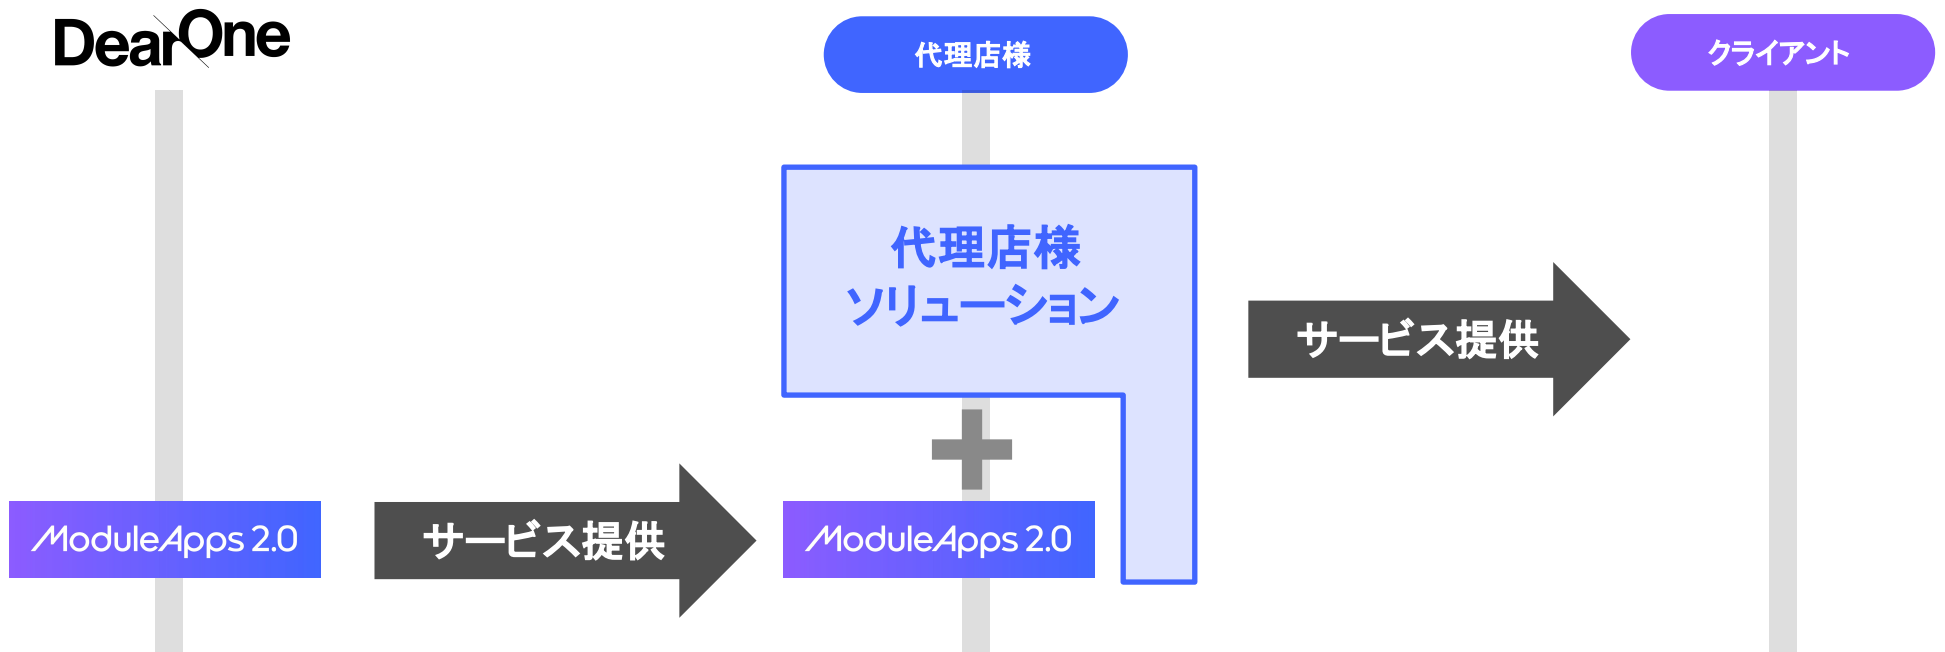 DearOne
代理店様
クライアント
代理店様
ソリューション
サービス提供
ModuleApps 2.0
サービス提供
ModuleApps 2.0